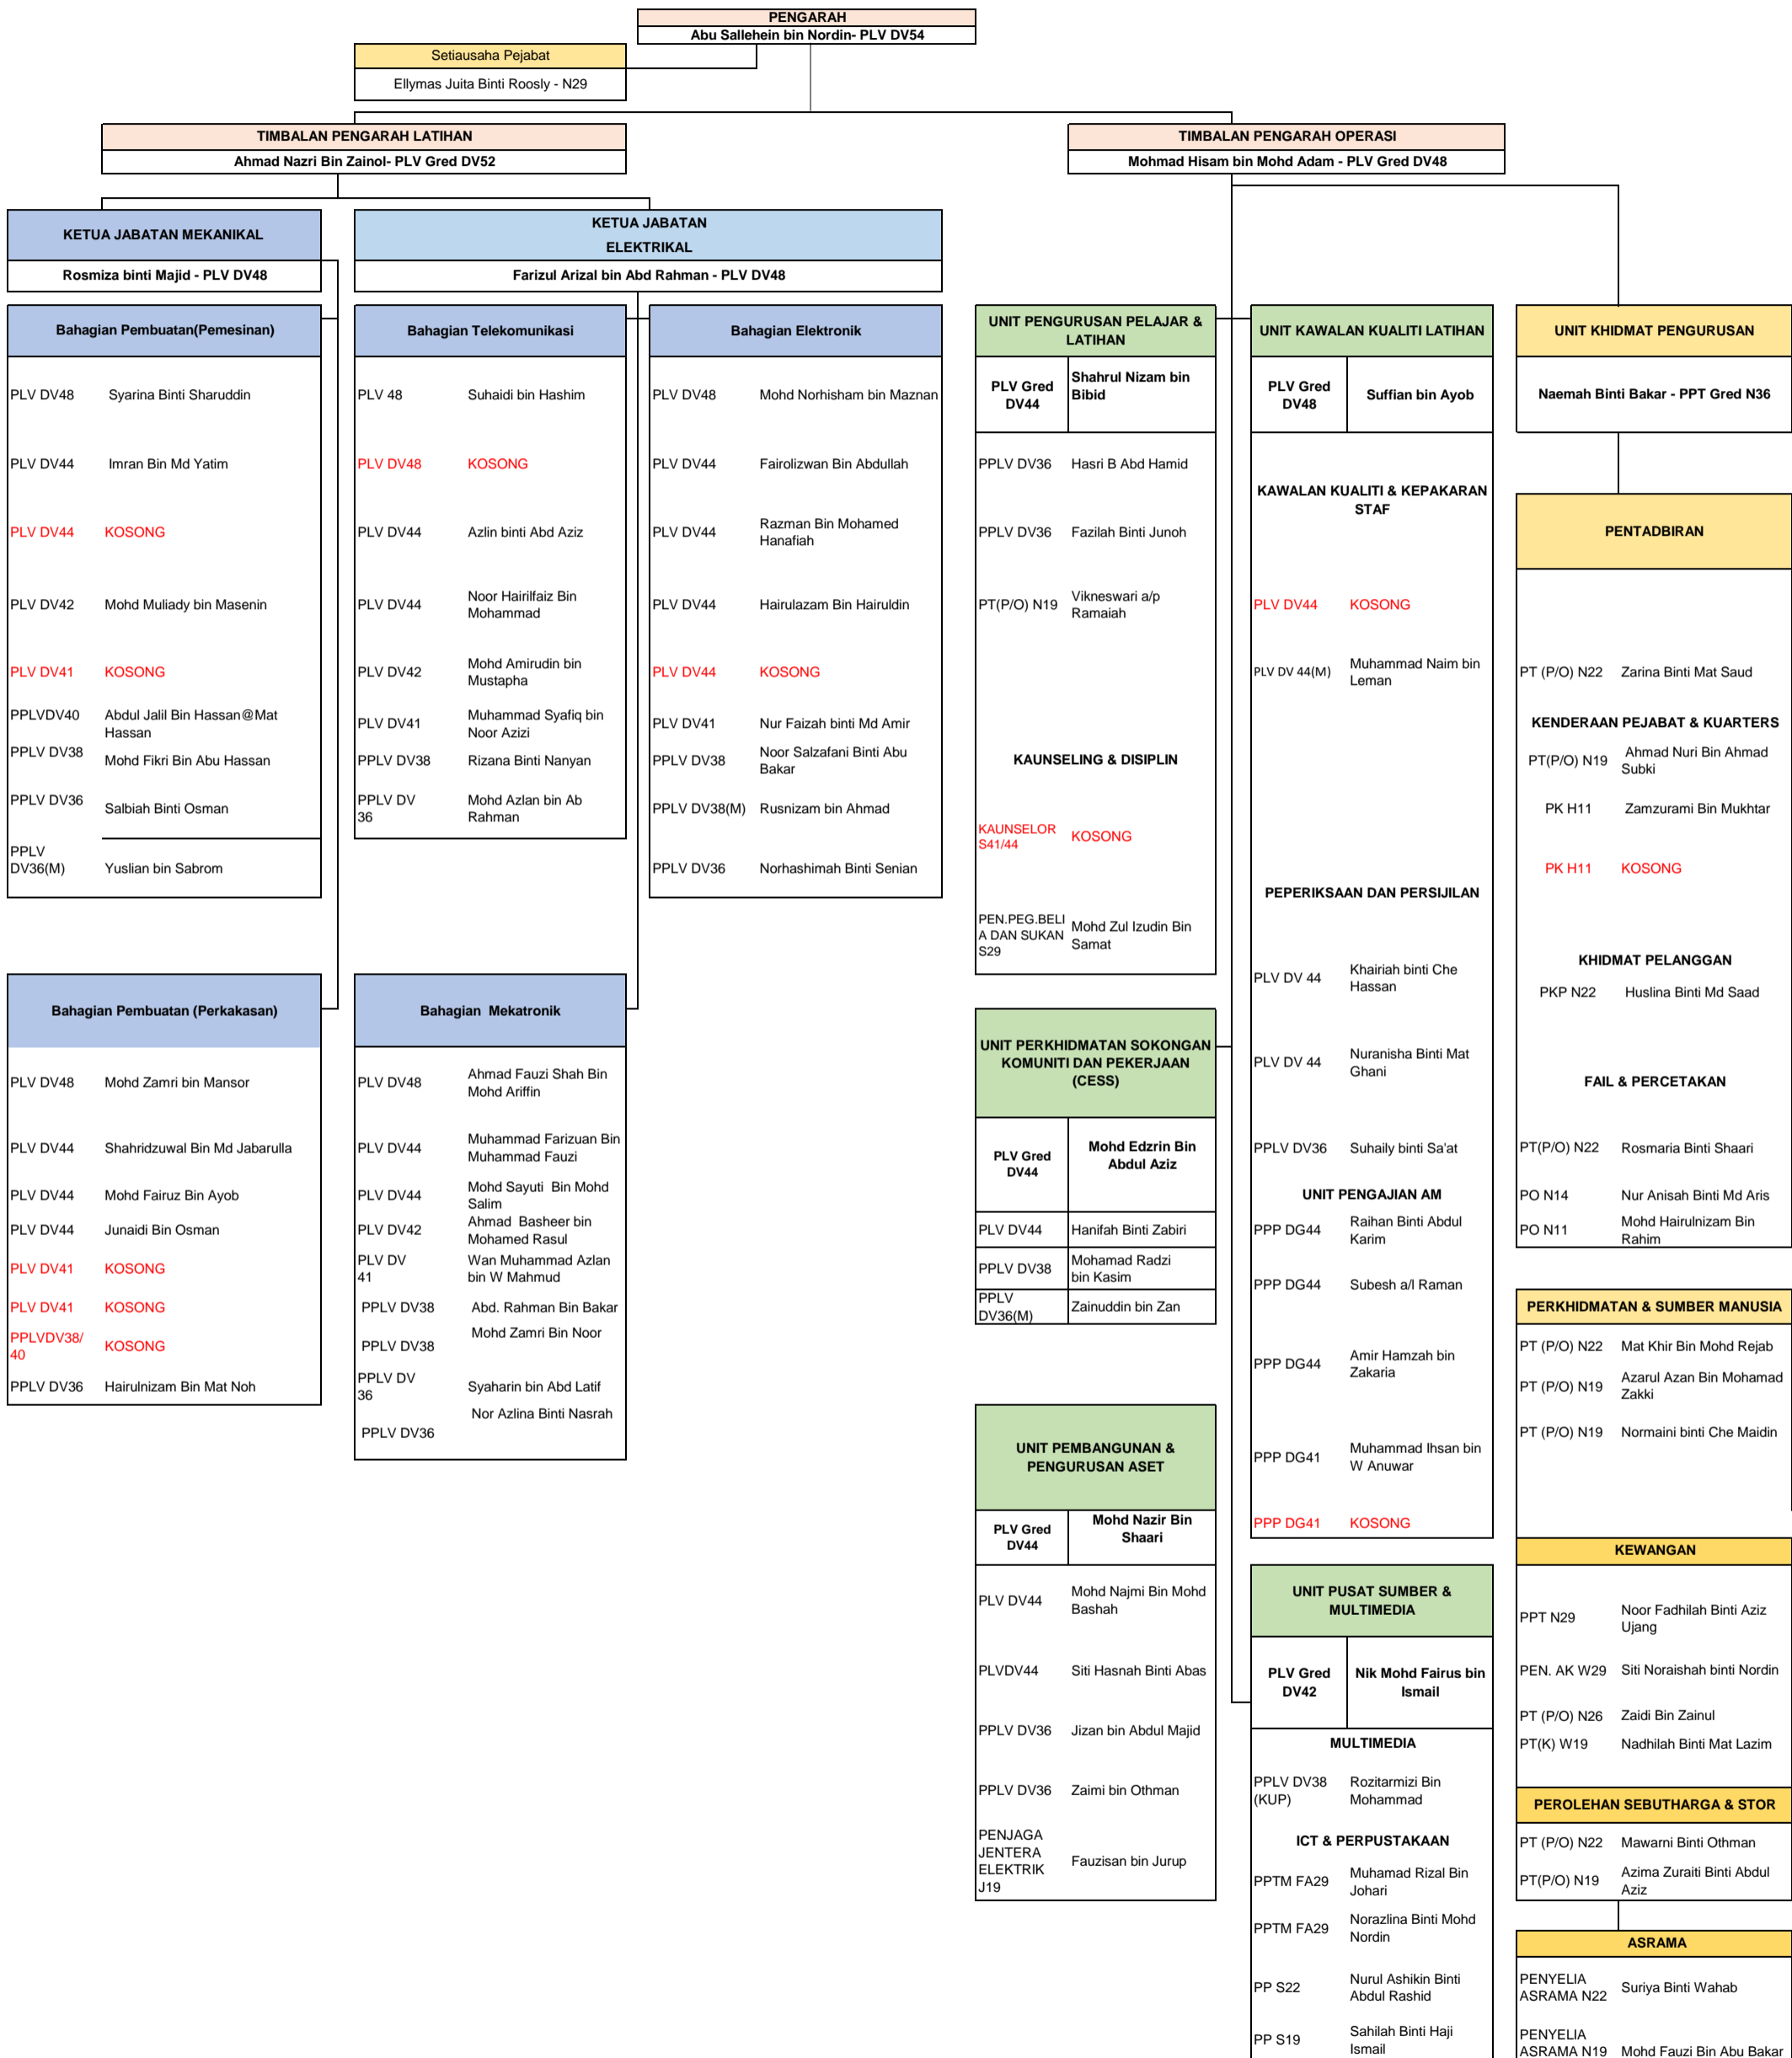 PENGARAH
Abu Sallehein bin Nordin- PLV DV54
Setiausaha Pejabat
Ellymas Juita Binti Roosly - N29
TIMBALAN PENGARAH LATIHAN
Ahmad Nazri Bin Zainol- PLV Gred DV52
TIMBALAN PENGARAH OPERASI
Mohmad Hisam bin Mohd Adam - PLV Gred DV48
KETUA JABATAN MEKANIKAL
Rosmiza binti Majid - PLV DV48
KETUA JABATAN
ELEKTRIKAL
Farizul Arizal bin Abd Rahman - PLV DV48
Bahagian Pembuatan(Pemesinan)
PLV DV48 Syarina Binti Sharuddin
PLV DV44 Imran Bin Md Yatim
PLV DV44 KOSONG
PLV DV42 Mohd Muliady bin Masenin
PLV DV41 KOSONG
PPLVDV40 Abdul Jalil Bin Hassan@Mat
Hassan
PPLV DV38 Mohd Fikri Bin Abu Hassan
PPLV DV36 Salbiah Binti Osman
PPLV
DV36(M) Yuslian bin Sabrom
Bahagian Pembuatan (Perkakasan)
PLV DV48 Mohd Zamri bin Mansor
PLV DV44 Shahridzuwal Bin Md Jabarulla
PLV DV44 Mohd Fairuz Bin Ayob
PLV DV44 Junaidi Bin Osman
PLV DV41 KOSONG
PLV DV41 KOSONG
PPLVDV38/
40 KOSONG
PPLV DV36 Hairulnizam Bin Mat Noh
Bahagian Telekomunikasi
PLV 48 Suhaidi bin Hashim
PLV DV48 KOSONG
PLV DV44 Azlin binti Abd Aziz
PLV DV44 Noor Hairilfaiz Bin
Mohammad
PLV DV42 Mohd Amirudin bin
Mustapha
PLV DV41 Muhammad Syafiq bin
Noor Azizi
PPLV DV38 Rizana Binti Nanyan
PPLV DV
36 Mohd Azlan bin Ab
Rahman
Bahagian Mekatronik
PLV DV48 Ahmad Fauzi Shah Bin
Mohd Ariffin
PLV DV44 Muhammad Farizuan Bin
Muhammad Fauzi
PLV DV44 Mohd Sayuti Bin Mohd
Salim
PLV DV42 Ahmad Basheer bin
Mohamed Rasul
PLV DV
41 Wan Muhammad Azlan
bin W Mahmud
PPLV DV38 Abd. Rahman Bin Bakar
PPLV DV38 Mohd Zamri Bin Noor
PPLV DV
36 Syaharin bin Abd Latif
PPLV DV36 Nor Azlina Binti Nasrah
Bahagian Elektronik
PLV DV48 Mohd Norhisham bin Maznan
PLV DV44 Fairolizwan Bin Abdullah
PLV DV44 Razman Bin Mohamed
Hanafiah
PLV DV44 Hairulazam Bin Hairuldin
PLV DV44 KOSONG
PLV DV41 Nur Faizah binti Md Amir
PPLV DV38 Noor Salzafani Binti Abu
Bakar
PPLV DV38(M) Rusnizam bin Ahmad
PPLV DV36 Norhashimah Binti Senian
UNIT PENGURUSAN PELAJAR &
LATIHAN
PLV Gred
DV44 Shahrul Nizam bin
Bibid
PPLV DV36 Hasri B Abd Hamid
PPLV DV36 Fazilah Binti Junoh
PT(P/O) N19 Vikneswari a/p
Ramaiah
KAUNSELING & DISIPLIN
KAUNSELOR
S41/44 KOSONG
PEN.PEG.BELI
A DAN SUKAN
S29 Mohd Zul Izudin Bin
Samat
UNIT PERKHIDMATAN SOKONGAN
KOMUNITI DAN PEKERJAAN
(CESS)
PLV Gred
DV44 Mohd Edzrin Bin
Abdul Aziz
PLV DV44 Hanifah Binti Zabiri
PPLV DV38 Mohamad Radzi
bin Kasim
PPLV
DV36(M) Zainuddin bin Zan
UNIT PEMBANGUNAN &
PENGURUSAN ASET
PLV Gred
DV44 Mohd Nazir Bin
Shaari
PLV DV44 Mohd Najmi Bin Mohd
Bashah
PLVDV44 Siti Hasnah Binti Abas
PPLV DV36 Jizan bin Abdul Majid
PPLV DV36 Zaimi bin Othman
PENJAGA
JENTERA
ELEKTRIK
J19 Fauzisan bin Jurup
UNIT KAWALAN KUALITI LATIHAN
PLV Gred
DV48 Suffian bin Ayob
KAWALAN KUALITI & KEPAKARAN
STAF
PLV DV44 KOSONG
PLV DV 44(M) Muhammad Naim bin
Leman
PEPERIKSAAN DAN PERSIJILAN
PLV DV 44 Khairiah binti Che
Hassan
PLV DV 44 Nuranisha Binti Mat
Ghani
PPLV DV36 Suhaily binti Sa'at
UNIT PENGAJIAN AM
PPP DG44 Raihan Binti Abdul
Karim
PPP DG44 Subesh a/l Raman
PPP DG44 Amir Hamzah bin
Zakaria
PPP DG41 Muhammad Ihsan bin
W Anuwar
PPP DG41 KOSONG
UNIT PUSAT SUMBER &
MULTIMEDIA
PLV Gred
DV42 Nik Mohd Fairus bin
Ismail
MULTIMEDIA
PPLV DV38
(KUP) Rozitarmizi Bin
Mohammad
ICT & PERPUSTAKAAN
PPTM FA29 Muhamad Rizal Bin
Johari
PPTM FA29 Norazlina Binti Mohd
Nordin
PP S22 Nurul Ashikin Binti
Abdul Rashid
PP S19 Sahilah Binti Haji
Ismail
UNIT KHIDMAT PENGURUSAN
Naemah Binti Bakar - PPT Gred N36
PENTADBIRAN
PT (P/O) N22 Zarina Binti Mat Saud
KENDERAAN PEJABAT & KUARTERS
PT(P/O) N19 Ahmad Nuri Bin Ahmad
Subki
PK H11 Zamzurami Bin Mukhtar
PK H11 KOSONG
KHIDMAT PELANGGAN
PKP N22 Huslina Binti Md Saad
FAIL & PERCETAKAN
PT(P/O) N22 Rosmaria Binti Shaari
PO N14 Nur Anisah Binti Md Aris
PO N11 Mohd Hairulnizam Bin
Rahim
PERKHIDMATAN & SUMBER MANUSIA
PT (P/O) N22 Mat Khir Bin Mohd Rejab
PT (P/O) N19 Azarul Azan Bin Mohamad
Zakki
PT (P/O) N19 Normaini binti Che Maidin
KEWANGAN
PPT N29 Noor Fadhilah Binti Aziz
Ujang
PEN. AK W29 Siti Noraishah binti Nordin
PT (P/O) N26 Zaidi Bin Zainul
PT(K) W19 Nadhilah Binti Mat Lazim
PEROLEHAN SEBUTHARGA & STOR
PT (P/O) N22 Mawarni Binti Othman
PT(P/O) N19 Azima Zuraiti Binti Abdul
Aziz
ASRAMA
PENYELIA
ASRAMA N22 Suriya Binti Wahab
PENYELIA
ASRAMA N19 Mohd Fauzi Bin Abu Bakar